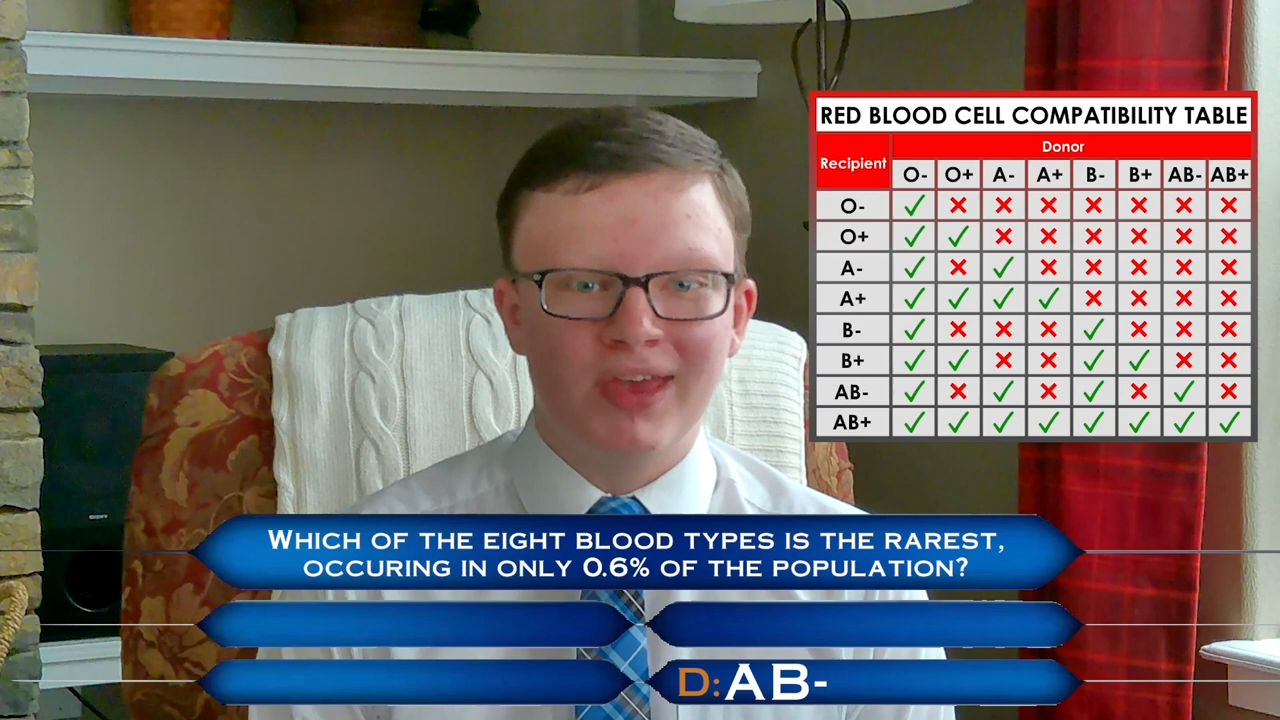 RED BLOOD CELL COMPATIBILITY TABLE
Recipient Donor
O- O+ A- A+ B- B+ AB- AB+
O- ✓ ✕ ✕ ✕ ✕ ✕ ✕ ✕
O+ ✓ ✓ ✕ ✕ ✕ ✕ ✕ ✕
A- ✓ ✕ ✓ ✕ ✕ ✕ ✕ ✕
A+ ✓ ✓ ✓ ✓ ✕ ✕ ✕ ✕
B- ✓ ✕ ✕ ✕ ✓ ✕ ✕ ✕
B+ ✓ ✓ ✕ ✕ ✓ ✓ ✕ ✕
AB- ✓ ✕ ✓ ✕ ✓ ✕ ✓ ✕
AB+ ✓ ✓ ✓ ✓ ✓ ✓ ✓ ✓
SONY
WHICH OF THE EIGHT BLOOD TYPES IS THE RAREST,
OCCURING IN ONLY 0.6% OF THE POPULATION?
D: AB-